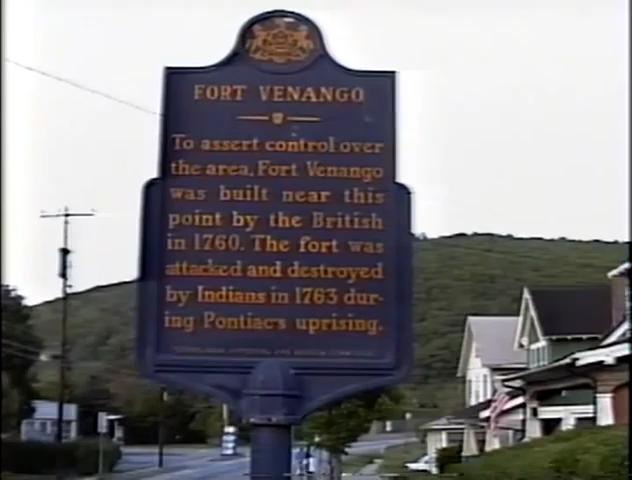 FORT VENANGO
To assert control over
the area, Fort Venango
was built near this
point by the British
in 1760. The fort was
attacked and destroyed
by Indians in 1763 dur-
ing Pontiac's uprising.